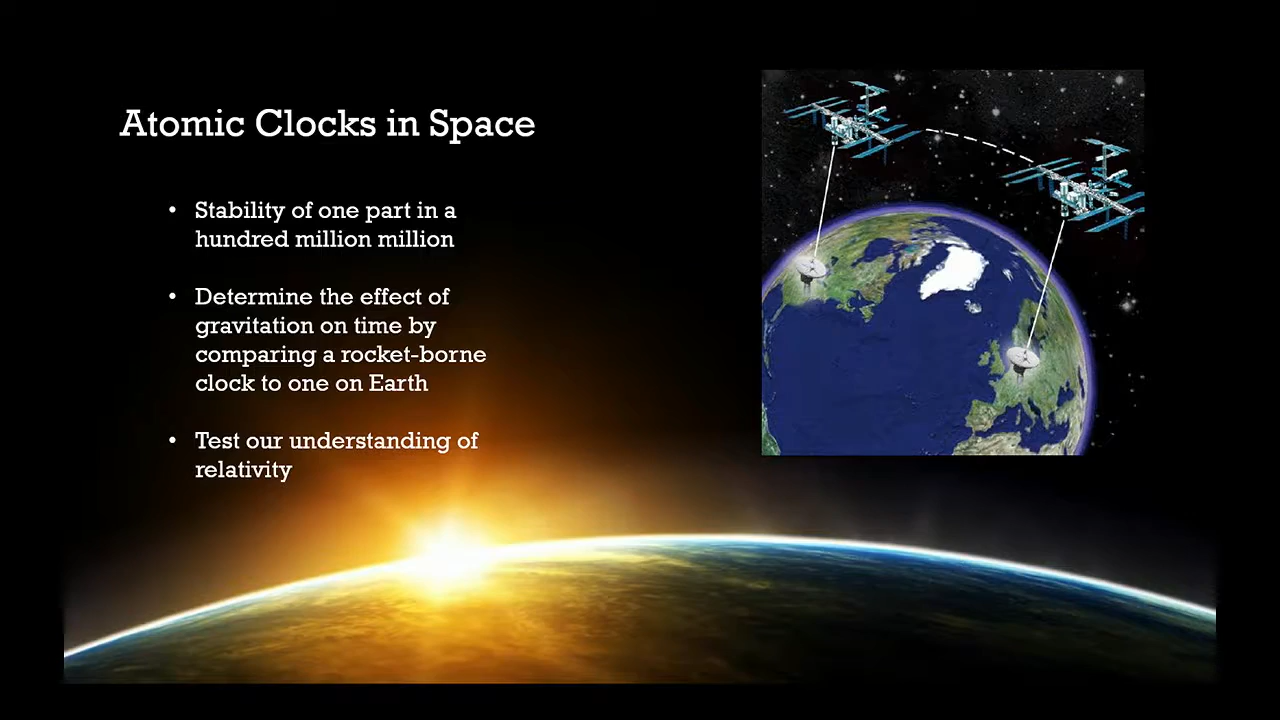 Atomic Clocks in Space
• Stability of one part in a
hundred million million
• Determine the effect of
gravitation on time by
comparing a rocket-borne
clock to one on Earth
• Test our understanding of
relativity